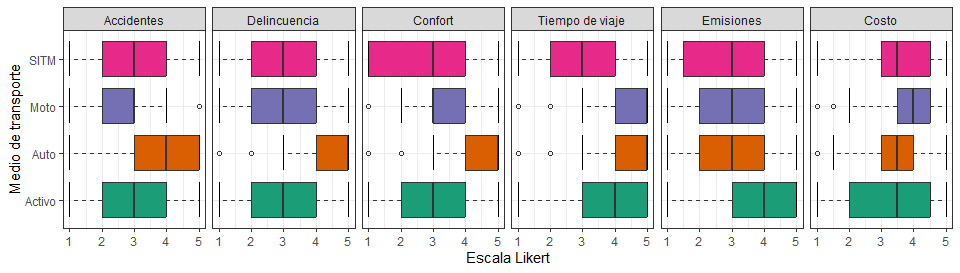 Accidentes Delincuencia Confort Tiempo de viaje Emisiones Costo
Medio de transporte
SITM
Moto
Auto
Activo
1 2 3 4 5 1 2 3 4 5 1 2 3 4 5 1 2 3 4 5 1 2 3 4 5 1 2 3 4 5
Escala Likert